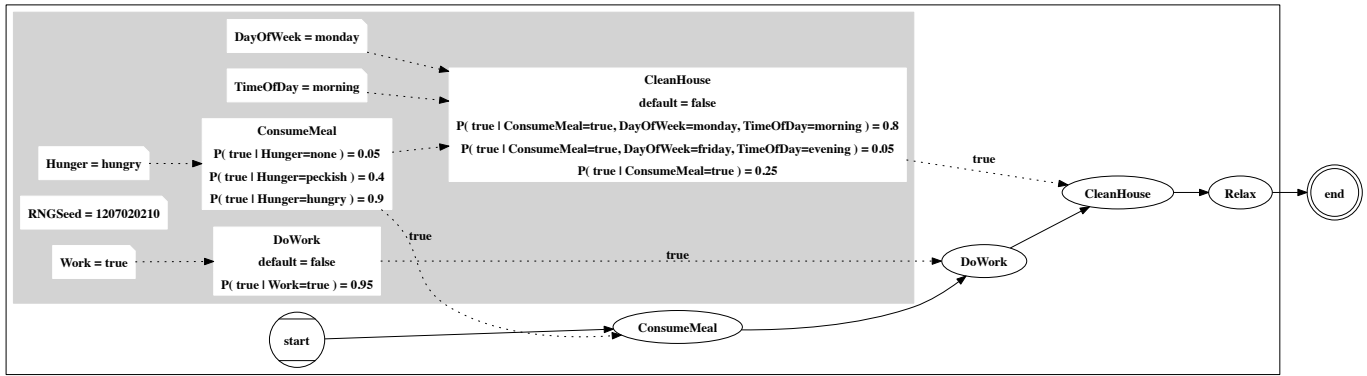 DayOfWeek = monday
TimeOfDay = morning
CleanHouse
default = false
P( true | ConsumeMeal=true, DayOfWeek=monday, TimeOfDay=morning ) = 0.8
P( true | ConsumeMeal=true, DayOfWeek=friday, TimeOfDay=evening ) = 0.05
P( true | ConsumeMeal=true ) = 0.25
ConsumeMeal
P( true | Hunger=none ) = 0.05
P( true | Hunger=peckish ) = 0.4
P( true | Hunger=hungry ) = 0.9
Hunger = hungry
RNGSeed = 1207020210
Work = true
DoWork
default = false
P( true | Work=true ) = 0.95
true
true
true
start
ConsumeMeal
DoWork
CleanHouse
Relax
end